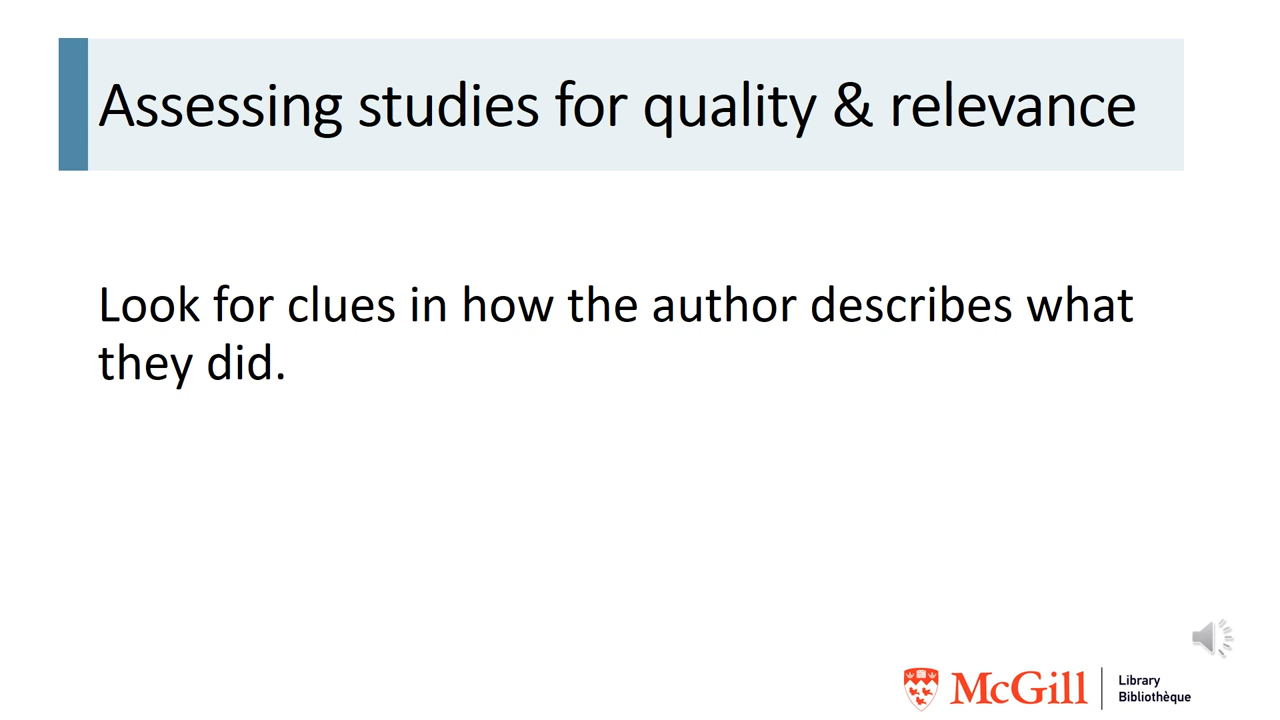 Assessing studies for quality & relevance
Look for clues in how the author describes what
they did.
McGill
Library
Bibliothèque